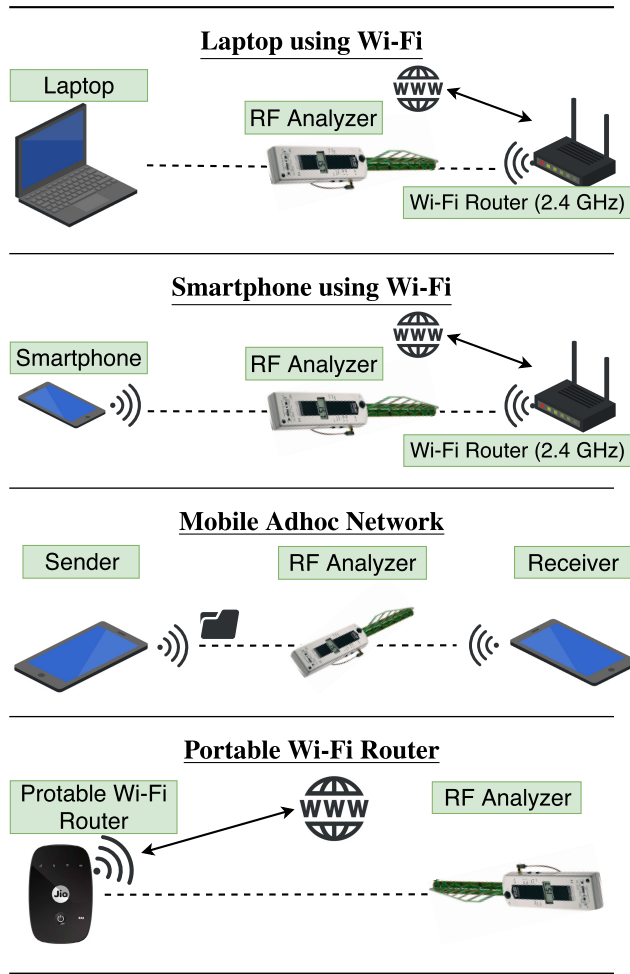 Laptop using Wi-Fi
Laptop
WWW
RF Analyzer
Wi-Fi Router (2.4 GHz)
Smartphone using Wi-Fi
WWW
Smartphone
RF Analyzer
Wi-Fi Router (2.4 GHz)
Mobile Adhoc Network
Sender
RF Analyzer
Receiver
Portable Wi-Fi Router
Protable Wi-Fi
Router
WWW
RF Analyzer
Jio